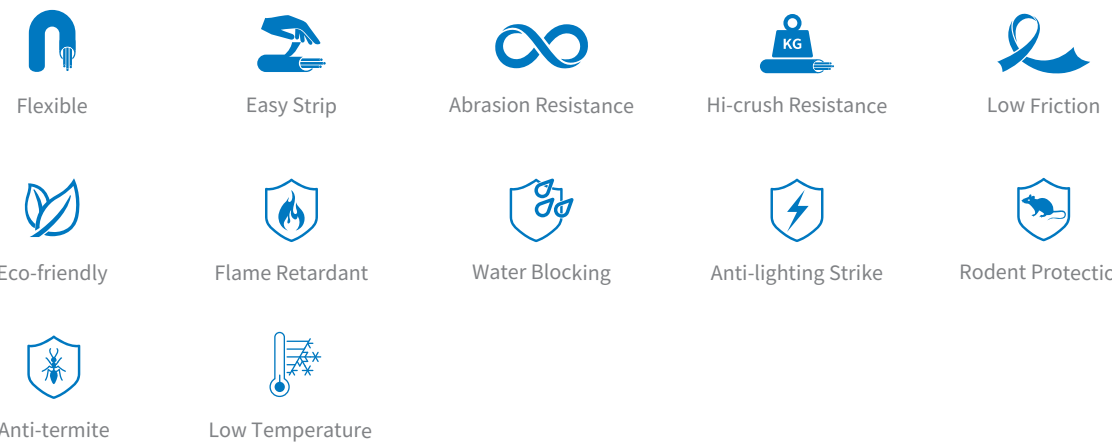 KG
Flexible
Easy Strip
Abrasion Resistance
Hi-crush Resistance
Low Friction
Eco-friendly
Flame Retardant
Water Blocking
Anti-lighting Strike
Rodent Protectio
Anti-termite
Low Temperature